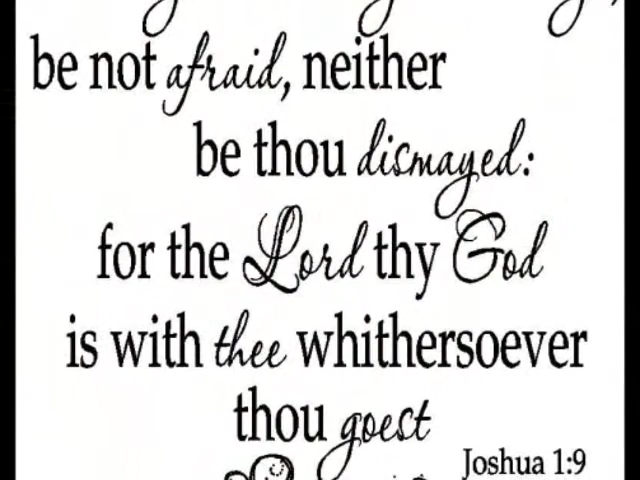 be not afraid, neither
be thou dismayed:
for the Lord thy God
is with thee whithersoever
thou goest
Joshua 1:9